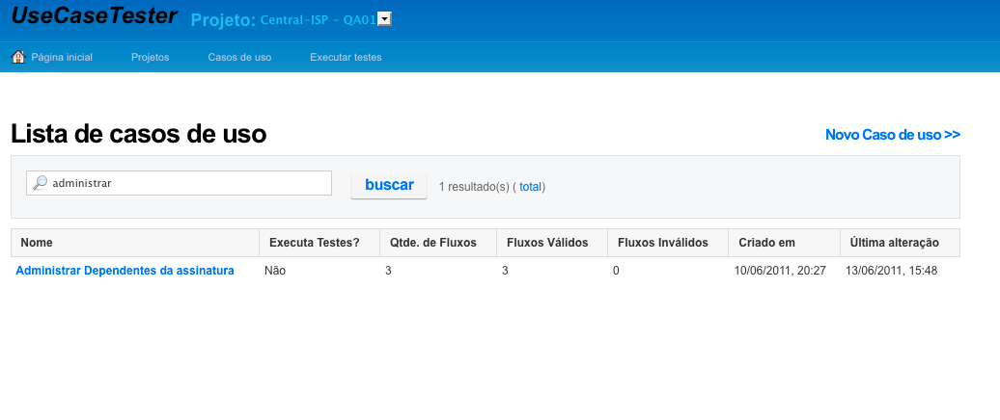 UseCaseTester Projeto: Central-ISP - QA01
Página inicial Projetos Casos de uso Executar testes
Lista de casos de uso Novo Caso de uso >>
administrar buscar 1 resultado(s) ( total)
Nome Executa Testes? Qtde. de Fluxos Fluxos Válidos Fluxos Inválidos Criado em Última alteração
Administrar Dependentes da assinatura Não 3 3 0 10/06/2011, 20:27 13/06/2011, 15:48